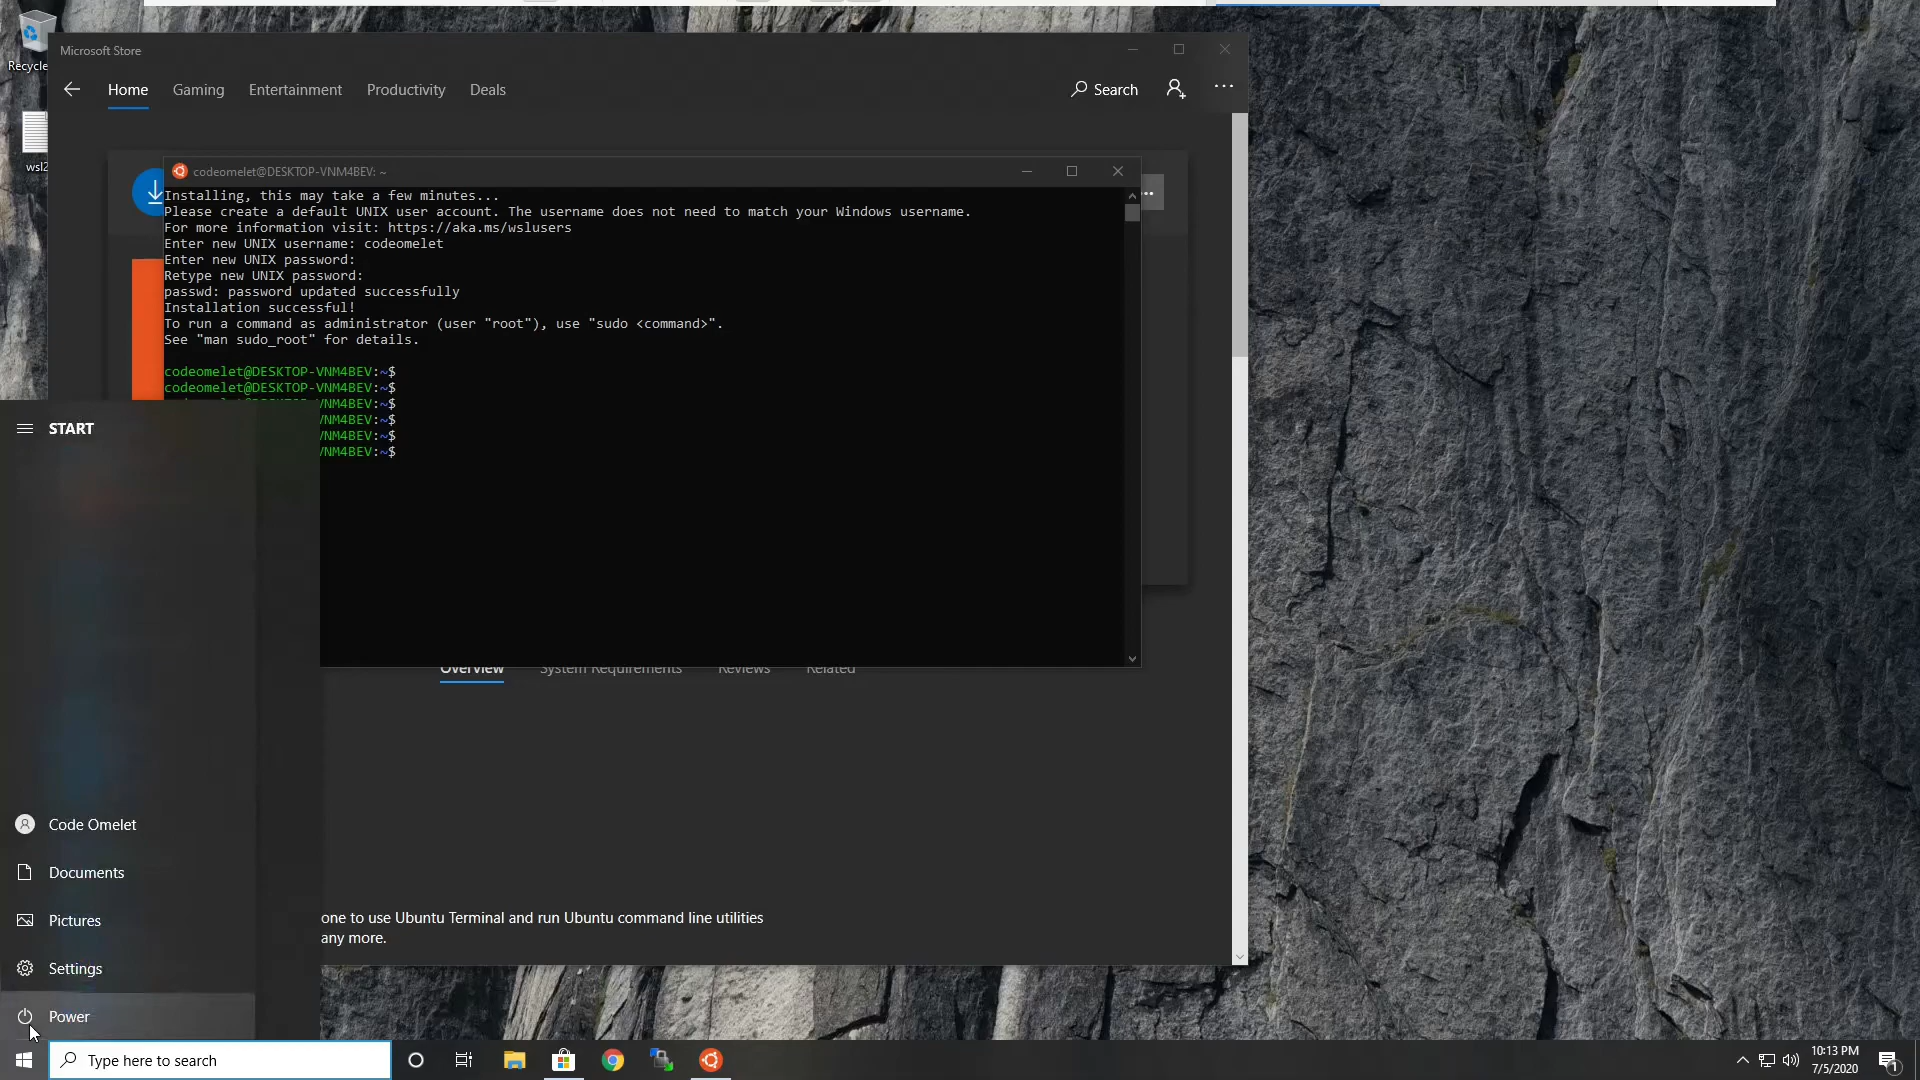 Recycle
wsl2
Microsoft Store
Home Gaming Entertainment Productivity Deals Search
codeomelet@DESKTOP-VNM4BEV: ~
Installing, this may take a few minutes...
Please create a default UNIX user account. The username does not need to match your Windows username.
For more information visit: https://aka.ms/wslusers
Enter new UNIX username: codeomelet
Enter new UNIX password:
Retype new UNIX password:
passwd: password updated successfully
Installation successful!
To run a command as administrator (user "root"), use "sudo <command>".
See "man sudo_root" for details.
codeomelet@DESKTOP-VNM4BEV:~$
codeomelet@DESKTOP-VNM4BEV:~$
VNM4BEV:~$
VNM4BEV:~$
VNM4BEV:~$
VNM4BEV:~$
Overview System Requirements Reviews Related
one to use Ubuntu Terminal and run Ubuntu command line utilities
any more.
START
Code Omelet
Documents
Pictures
Settings
Power
Type here to search
10:13 PM
7/5/2020
1